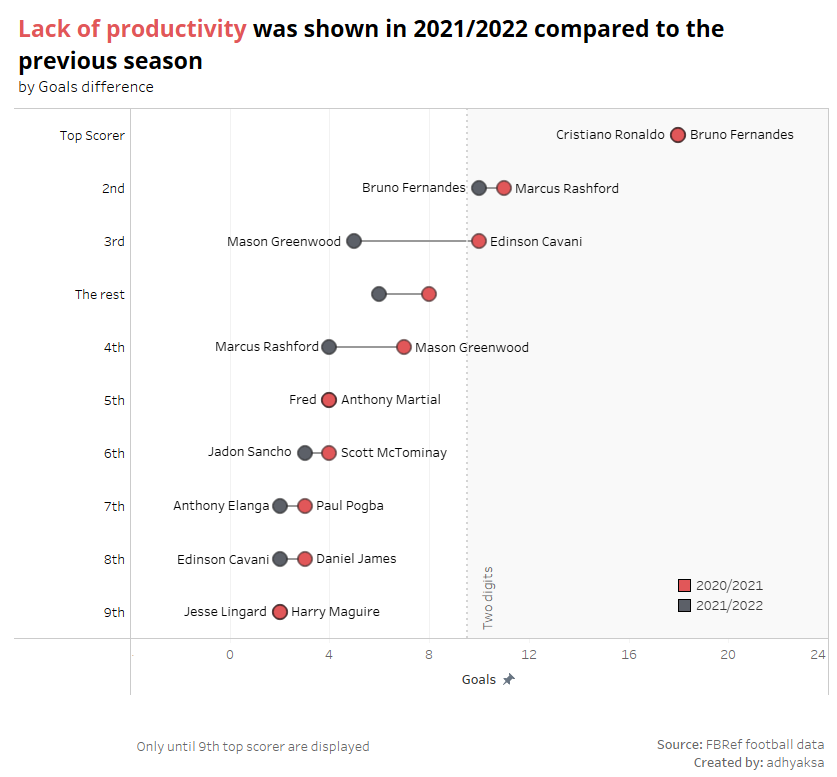 Lack of productivity was shown in 2021/2022 compared to the
previous season
by Goals difference
Top Scorer Cristiano Ronaldo Bruno Fernandes
2nd Bruno Fernandes Marcus Rashford
3rd Mason Greenwood Edinson Cavani
The rest
4th Marcus Rashford Mason Greenwood
5th Fred Anthony Martial
6th Jadon Sancho Scott McTominay
7th Anthony Elanga Paul Pogba
8th Edinson Cavani Daniel James
9th Jesse Lingard Harry Maguire
Two digits
2020/2021
2021/2022
0 4 8 12 16 20 24
Goals
Only until 9th top scorer are displayed
Source: FBRef football data
Created by: adhyaksa